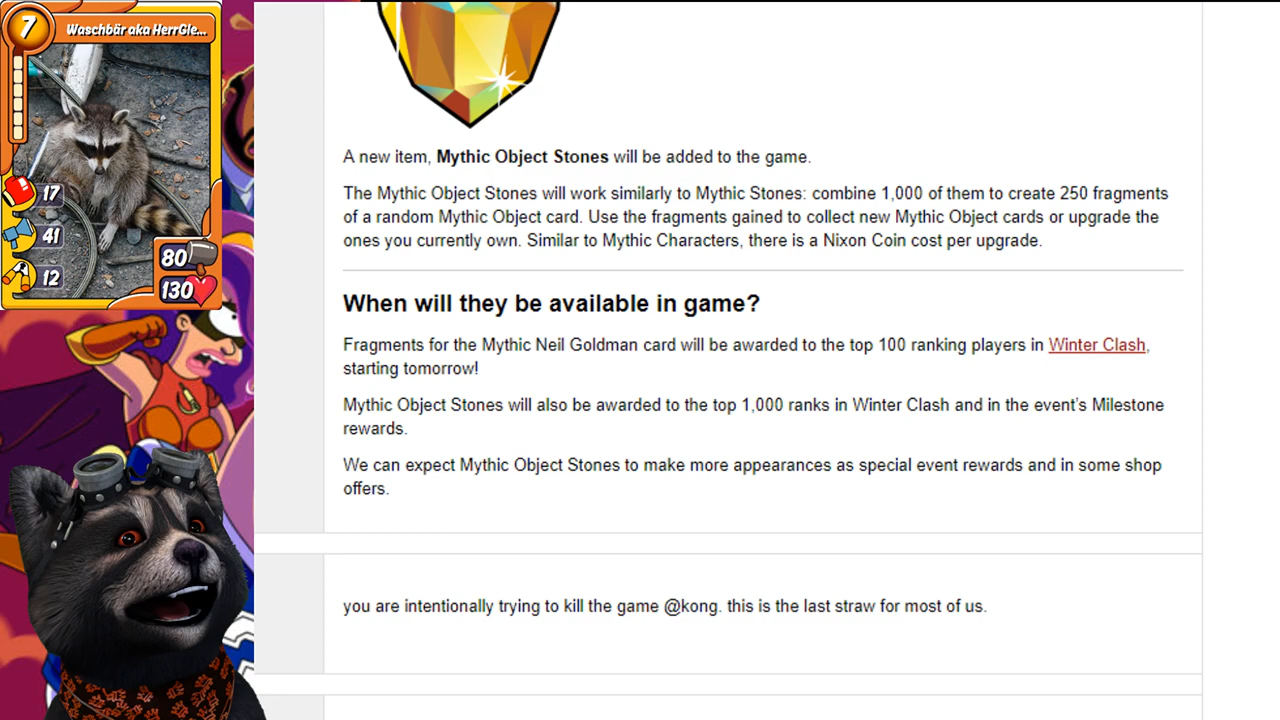 7
Waschbär aka HerrGle...
17
41
12
80
130
A new item, Mythic Object Stones will be added to the game.
The Mythic Object Stones will work similarly to Mythic Stones: combine 1,000 of them to create 250 fragments
of a random Mythic Object card. Use the fragments gained to collect new Mythic Object cards or upgrade the
ones you currently own. Similar to Mythic Characters, there is a Nixon Coin cost per upgrade.
When will they be available in game?
Fragments for the Mythic Neil Goldman card will be awarded to the top 100 ranking players in Winter Clash,
starting tomorrow!
Mythic Object Stones will also be awarded to the top 1,000 ranks in Winter Clash and in the event's Milestone
rewards.
We can expect Mythic Object Stones to make more appearances as special event rewards and in some shop
offers.
you are intentionally trying to kill the game @kong. this is the last straw for most of us.